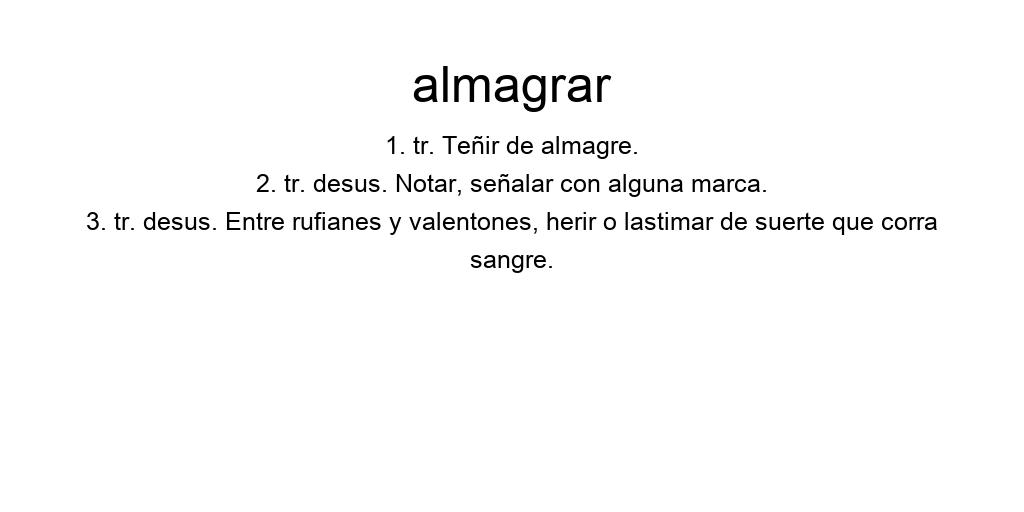 almagrar
1. tr. Teñir de almagre.
2. tr. desus. Notar, señalar con alguna marca.
3. tr. desus. Entre rufianes y valentones, herir o lastimar de suerte que corra
sangre.